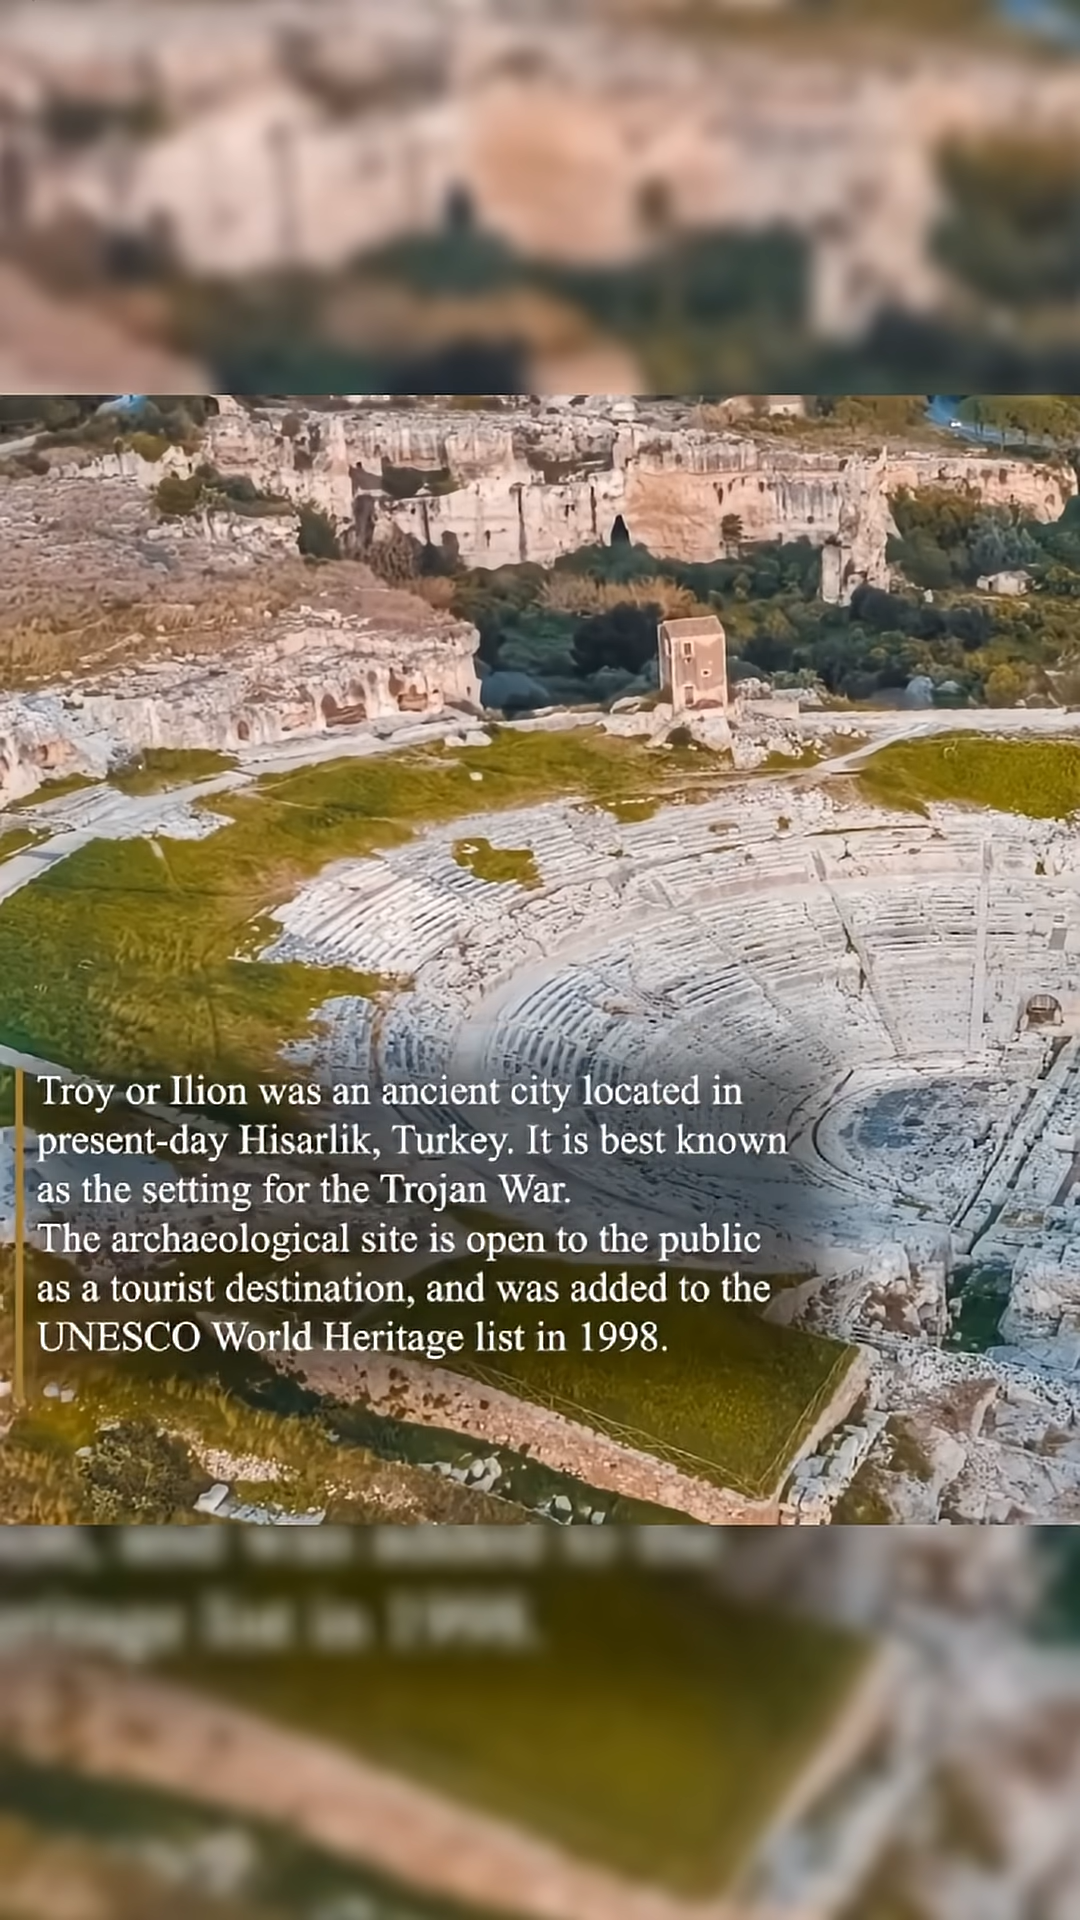 Troy or Ilion was an ancient city located in
present-day Hisarlik, Turkey. It is best known
as the setting for the Trojan War.
The archaeological site is open to the public
as a tourist destination, and was added to the
UNESCO World Heritage list in 1998.